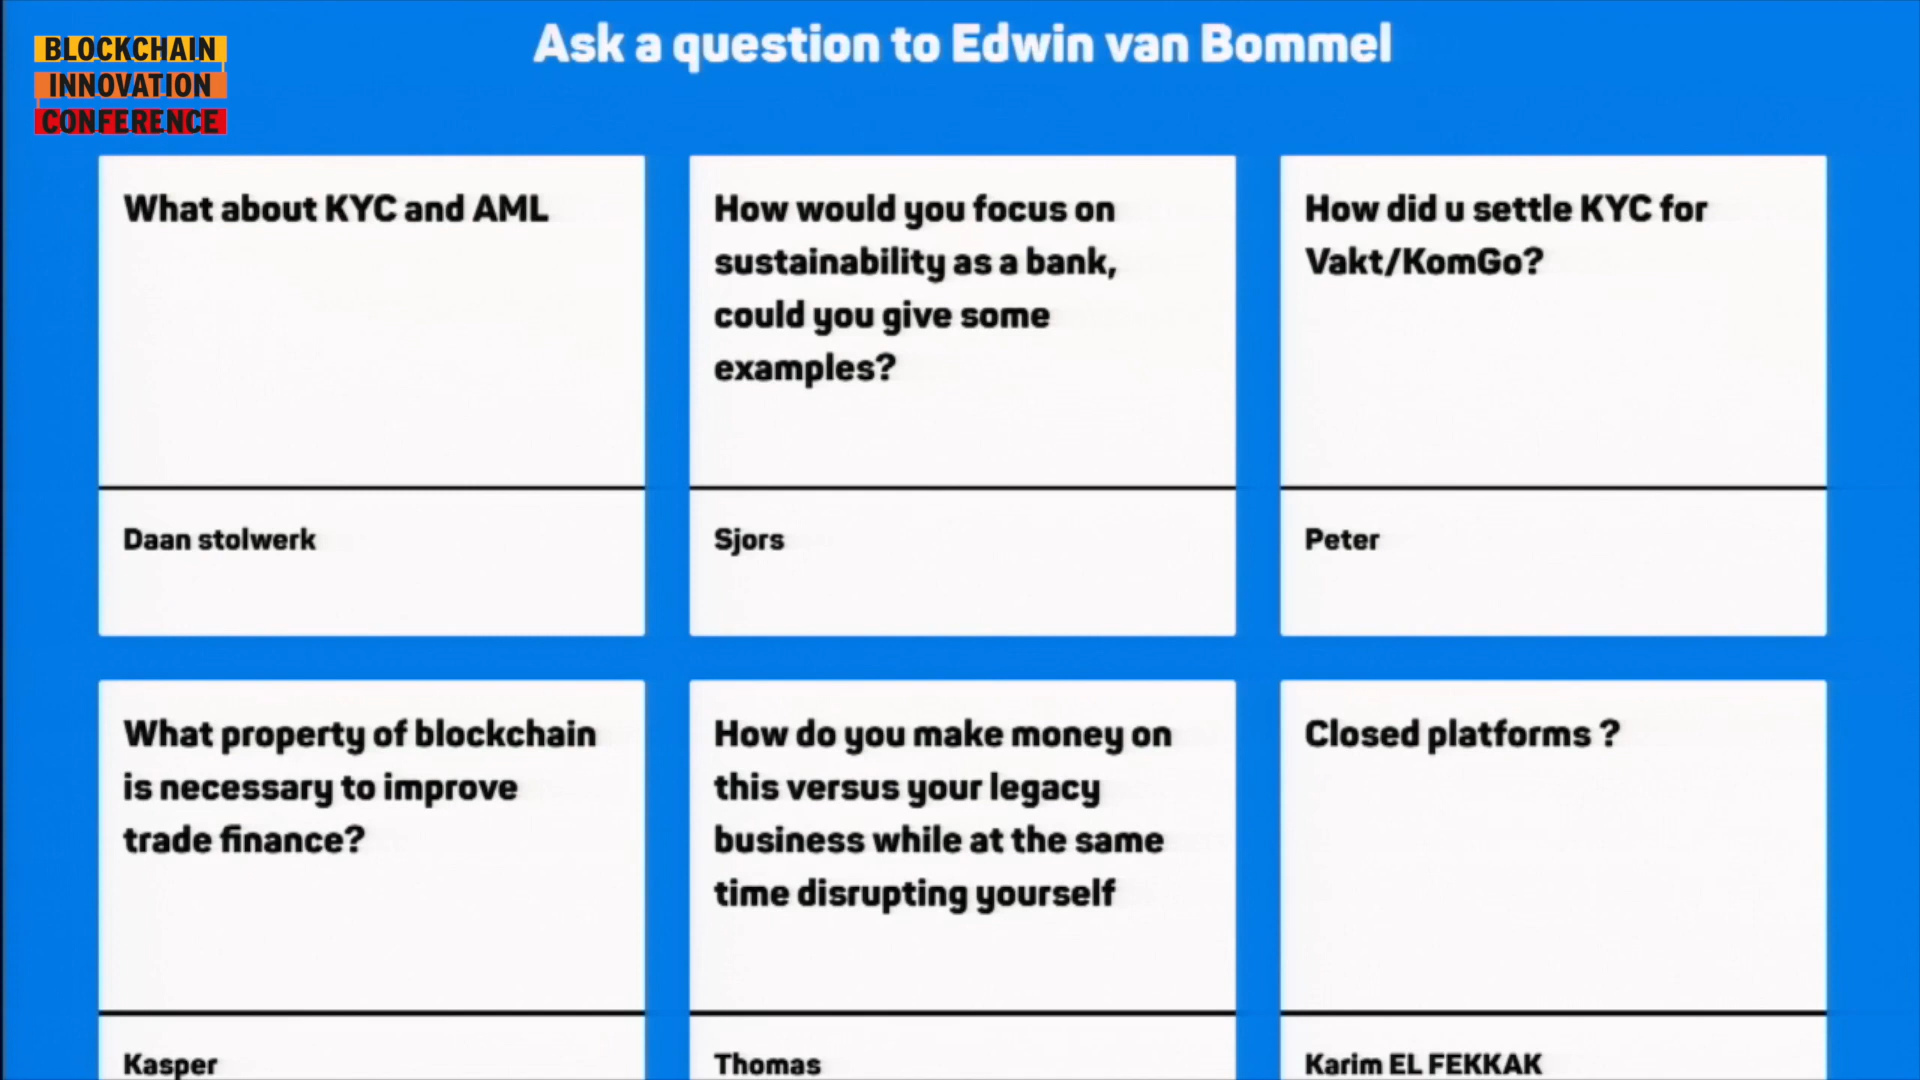 BLOCKCHAIN
INNOVATION
CONFERENCE
Ask a question to Edwin van Bommel
What about KYC and AML
Daan stolwerk
How would you focus on
sustainability as a bank,
could you give some
examples?
Sjors
How did u settle KYC for
Vakt/KomGo?
Peter
What property of blockchain
is necessary to improve
trade finance?
Kasper
How do you make money on
this versus your legacy
business while at the same
time disrupting yourself
Thomas
Closed platforms ?
Karim EL FEKKAK